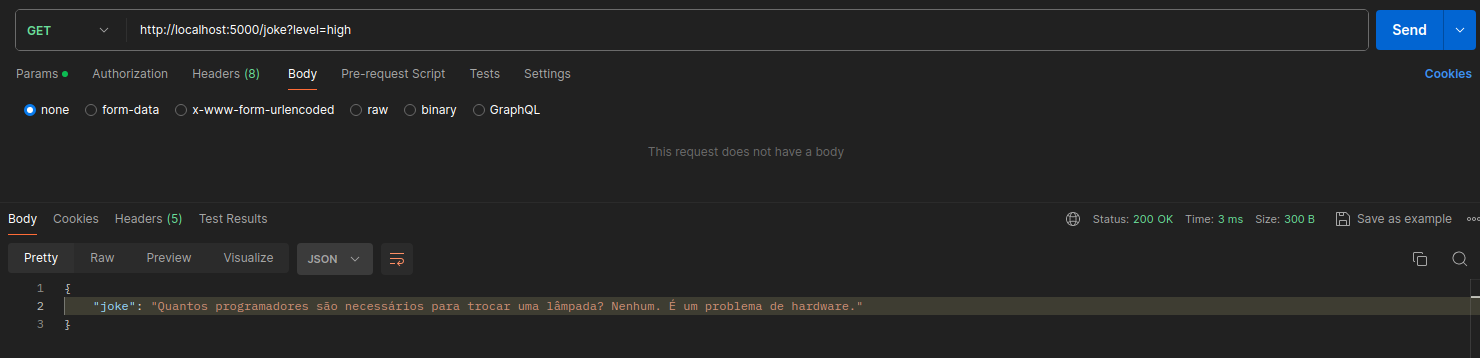 GET http://localhost:5000/joke?level=high Send
Params Authorization Headers (8) Body Pre-request Script Tests Settings Cookies
none form-data x-www-form-urlencoded raw binary GraphQL
This request does not have a body
Body Cookies Headers (5) Test Results Status: 200 OK Time: 3 ms Size: 300 B Save as example
Pretty Raw Preview Visualize JSON
1 {
2 "joke": "Quantos programadores são necessários para trocar uma lâmpada? Nenhum. É um problema de hardware."
3 }